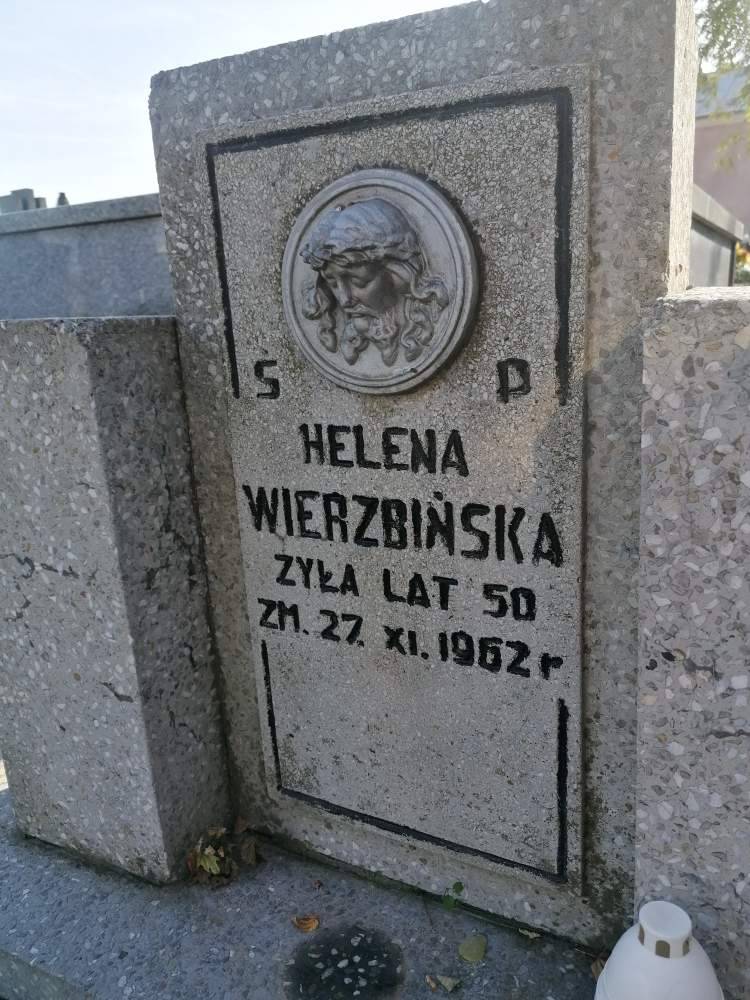 S P
HELENA
WIERZBIŃSKA
ŻYŁA LAT 50
ZM. 27. XI. 1962 r